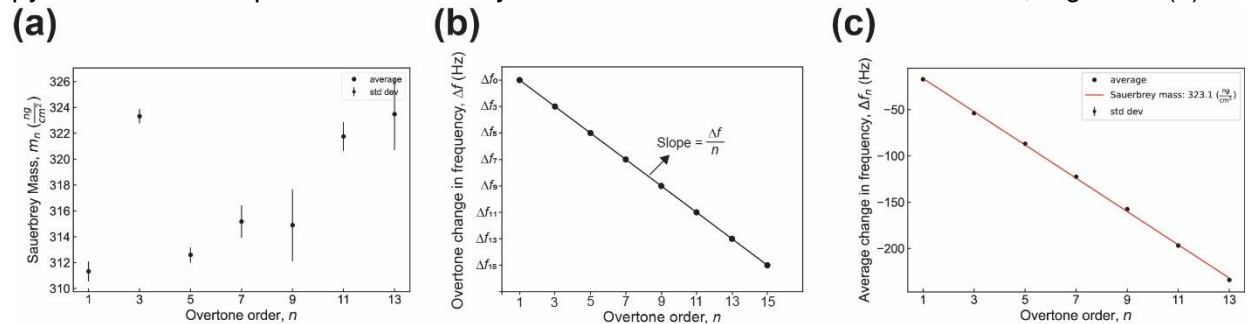 (a)
326
324
322
320
318
316
314
312
310
Sauerbrey Mass, mₙ (ng/cm²)
average
std dev
1 3 5 7 9 11 13
Overtone order, n
(b)
Overtone change in frequency, Δf (Hz)
Δf₀
Δf₃
Δf₅
Δf₇
Δf₉
Δf₁₁
Δf₁₃
Δf₁₅
Slope = Δf/n
1 3 5 7 9 11 13 15
Overtone order, n
(c)
Average change in frequency, Δfₙ (Hz)
−50
−100
−150
−200
average
Sauerbrey mass: 323.1 (ng/cm²)
std dev
1 3 5 7 9 11 13
Overtone order, n